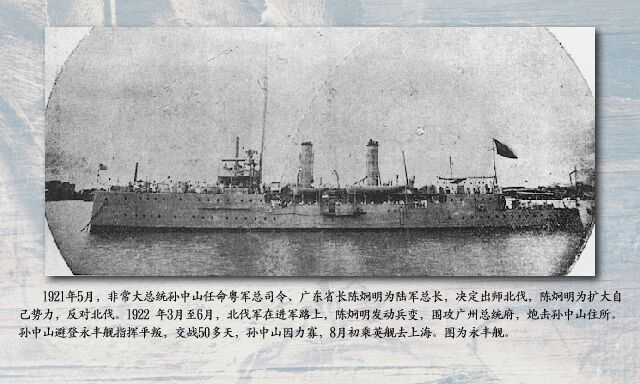 1921年5月，非常大总统孙中山任命粤军总司令、广东省长陈炯明为陆军总长，决定出师北伐，陈炯明为扩大自
己势力，反对北伐。1922 年3月至6月，北伐军在进军路上，陈炯明发动兵变，围攻广州总统府，炮击孙中山住所。
孙中山避登永丰舰指挥平叛，交战50多天，孙中山因力寡，8月初乘英舰去上海。图为永丰舰。